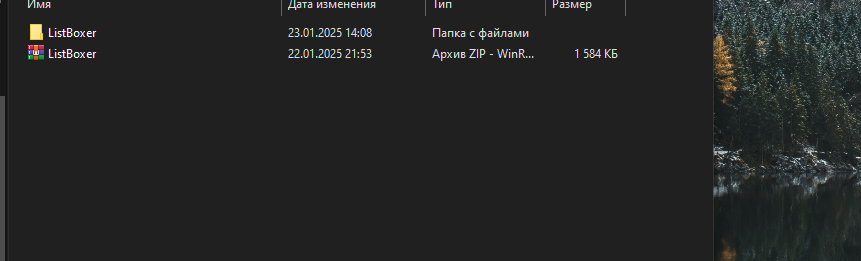 Имя Дата изменения Тип Размер
ListBoxer 23.01.2025 14:08 Папка с файлами
ListBoxer 22.01.2025 21:53 Архив ZIP - WinR... 1 584 КБ